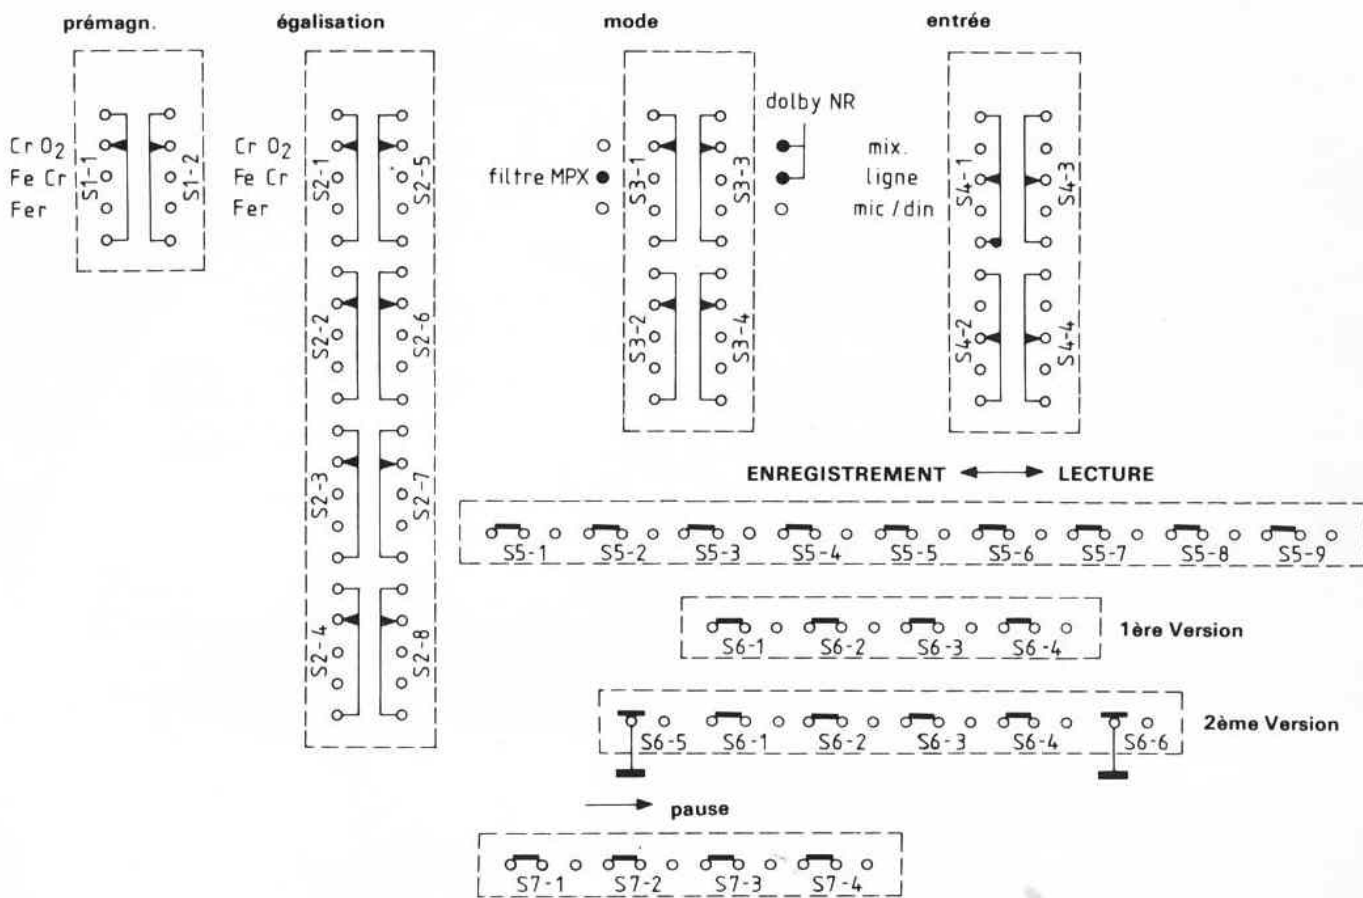 prémagn.
égalisation
mode
entrée
Cr O2
Fe Cr
Fer
S1-1
S1-2
Cr O2
Fe Cr
Fer
S2-1
S2-5
S2-2
S2-6
S2-3
S2-7
S2-4
S2-8
filtre MPX
S3-1
S3-3
S3-2
S3-4
dolby NR
mix.
ligne
mic / din
S4-1
S4-3
S4-2
S4-4
ENREGISTREMENT LECTURE
S5-1 S5-2 S5-3 S5-4 S5-5 S5-6 S5-7 S5-8 S5-9
S6-1 S6-2 S6-3 S6-4
1ère Version
S6-5 S6-1 S6-2 S6-3 S6-4 S6-6
2ème Version
pause
S7-1 S7-2 S7-3 S7-4